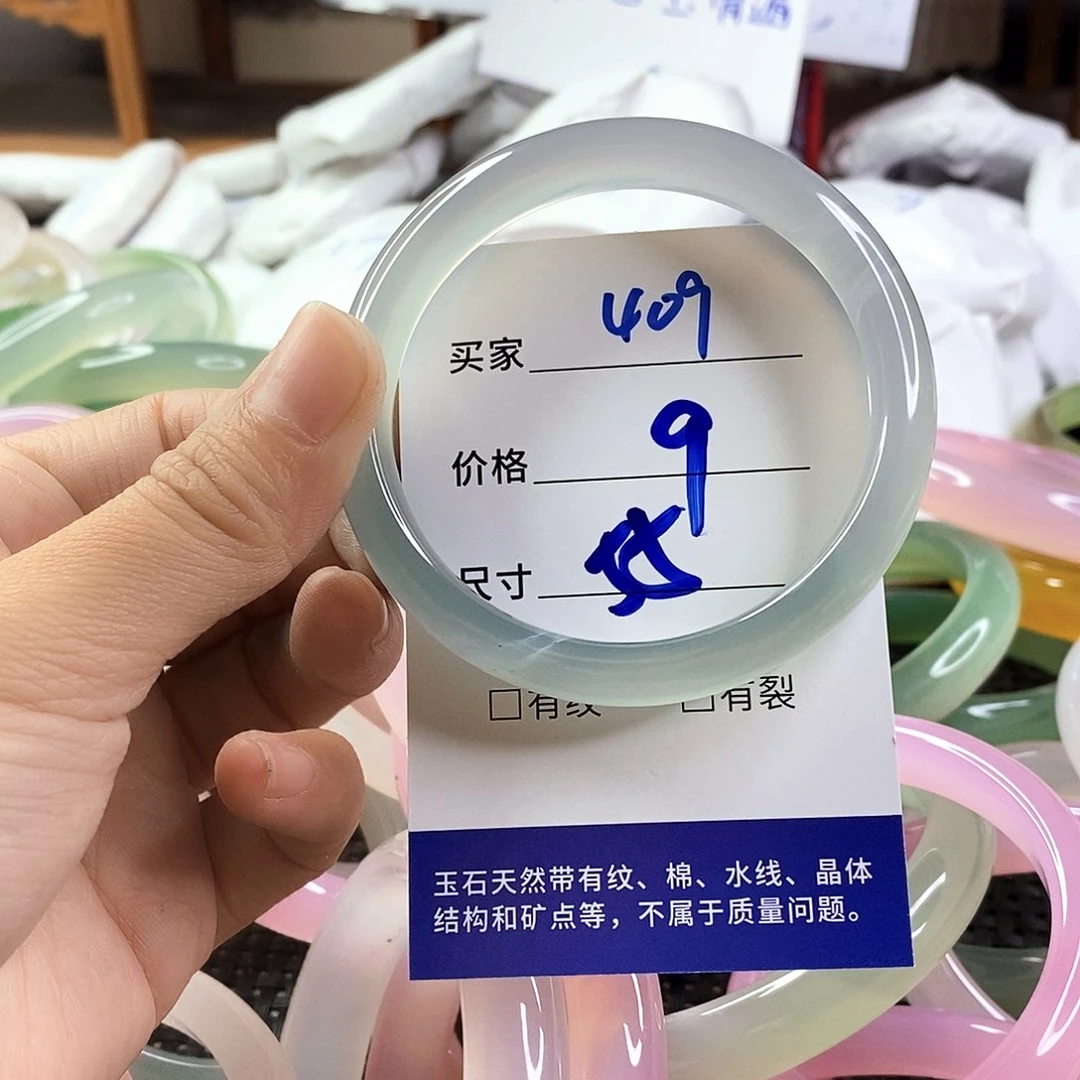 买家 409
价格 9
尺寸
□有纹 □有裂
玉石天然带有纹、棉、水线、晶体
结构和矿点等，不属于质量问题。